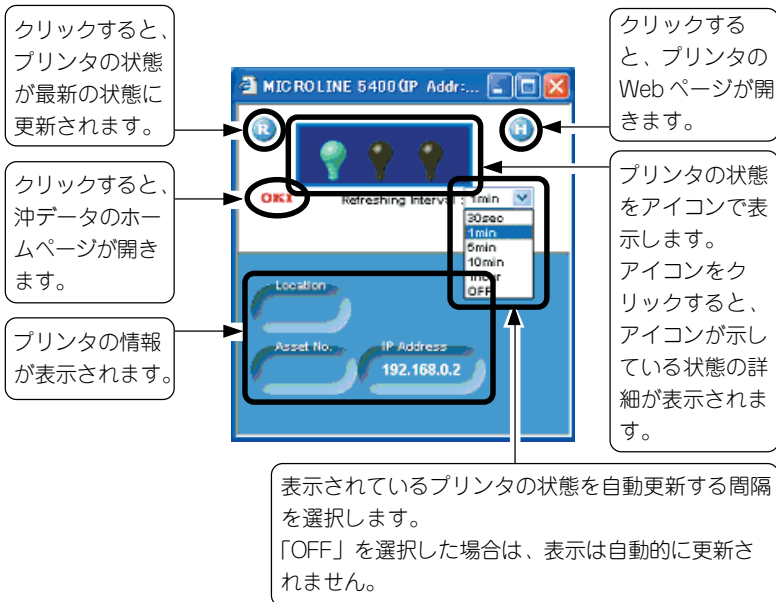 クリックすると、
プリンタの状態
が最新の状態に
更新されます。
クリックすると、
沖データのホー
ムページが開き
ます。
プリンタの情報
が表示されます。
MICROLINE 5400(IP Addr:...
R
H
OKI
Refreshing Interval : 1min
30sec
1min
5min
10min
1hour
OFF
Location
Asset No.
IP Address
192.168.0.2
クリックする
と、プリンタの
Web ページが開
きます。
プリンタの状態
をアイコンで表
示します。
アイコンをク
リックすると、
アイコンが示し
ている状態の詳
細が表示されま
す。
表示されているプリンタの状態を自動更新する間隔
を選択します。
「OFF」を選択した場合は、表示は自動的に更新さ
れません。